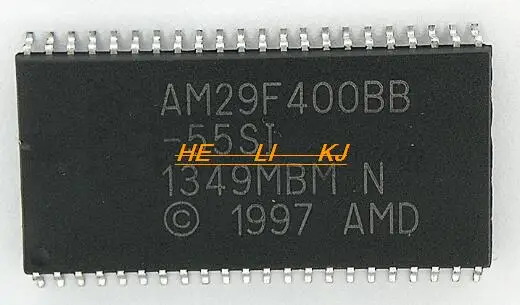 AM29F400BB
-55SI
HE LI KJ
1349MBM N
© 1997 AMD